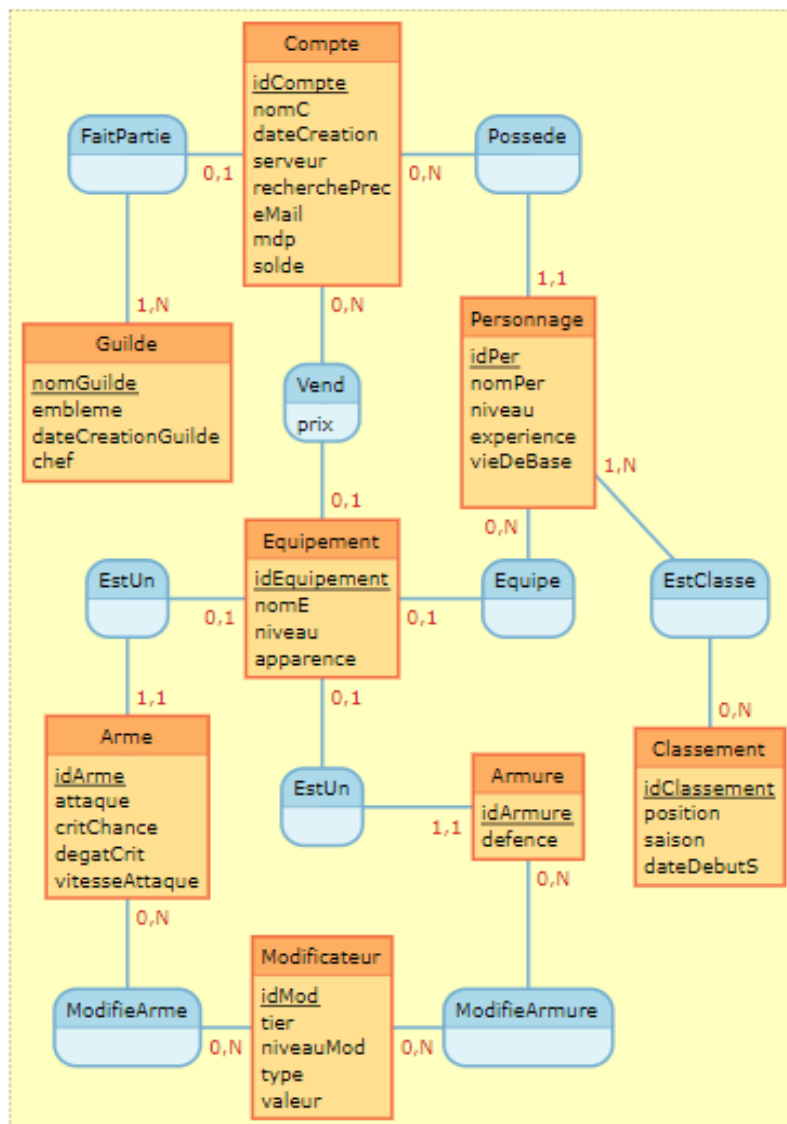 Compte
idCompte
nomC
dateCreation
serveur
recherchePrec
eMail
mdp
solde
FaitPartie
0,1
0,N
Possede
1,N
0,N
1,1
Guilde
nomGuilde
embleme
dateCreationGuilde
chef
Vend
prix
Personnage
idPer
nomPer
niveau
experience
vieDeBase
1,N
0,1
0,N
Equipement
idEquipement
nomE
niveau
apparence
EstUn
0,1
0,1
Equipe
EstClasse
0,1
1,1
0,N
Arme
idArme
attaque
critChance
degatCrit
vitesseAttaque
EstUn
1,1
Armure
idArmure
defence
Classement
idClassement
position
saison
dateDebutS
0,N
0,N
Modificateur
idMod
tier
niveauMod
type
valeur
ModifieArme
0,N
0,N
ModifieArmure